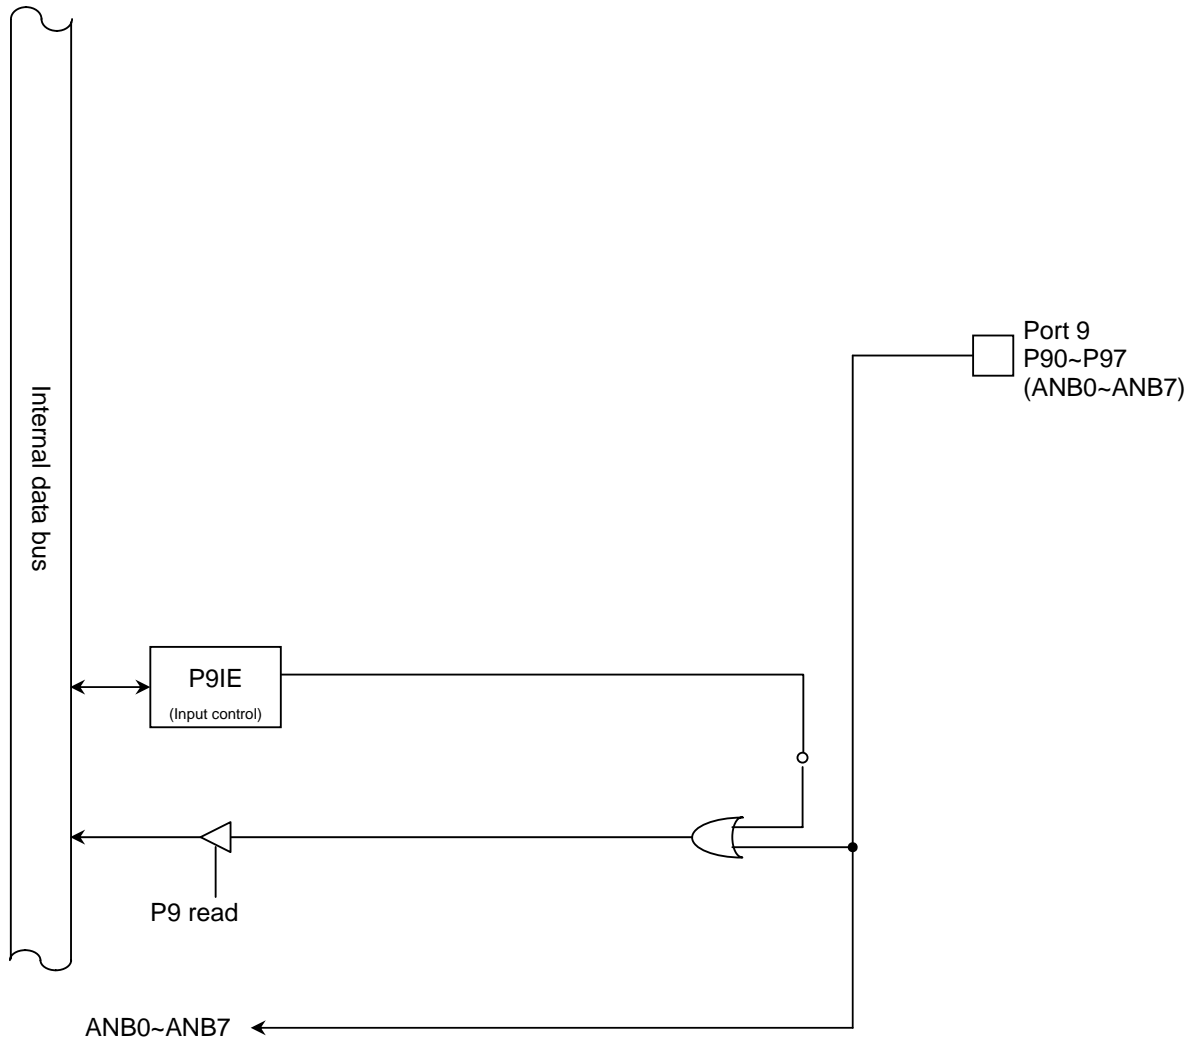 Port 9
P90~P97
(ANB0~ANB7)
Internal data bus
P9IE
(Input control)
P9 read
ANB0~ANB7